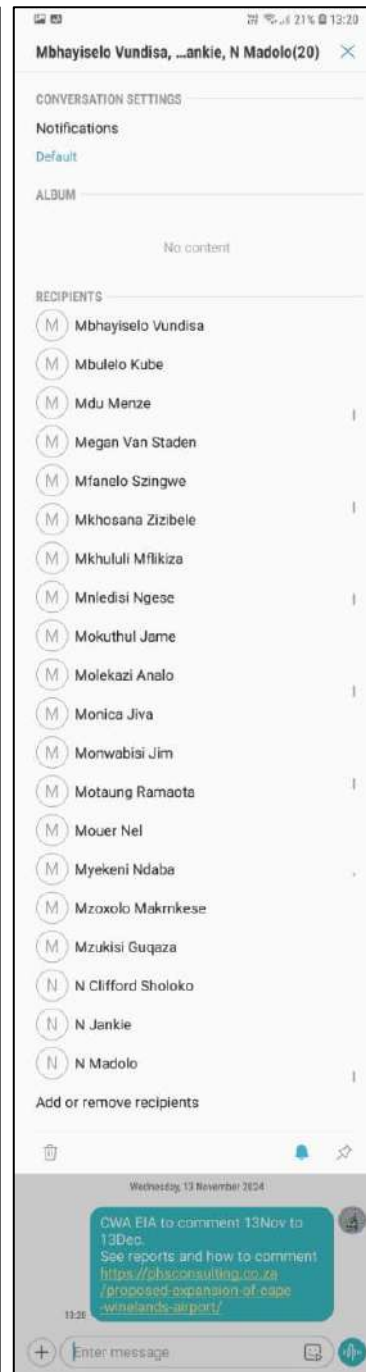 21% 13:20
Mbhayiselo Vundisa, ...ankie, N Madolo(20)
CONVERSATION SETTINGS
Notifications
Default
ALBUM
No content
RECIPIENTS
M Mbhayiselo Vundisa
M Mbulelo Kube
M Mdu Menze
M Megan Van Staden
M Mfanelo Szingwe
M Mkhosana Zizibele
M Mkhululi Mflikiza
M Mnledisi Ngese
M Mokuthul Jame
M Molekazi Analo
M Monica Jiva
M Monwabisi Jim
M Motaung Ramaota
M Mouer Nel
M Myekeni Ndaba
M Mzoxolo Makrnkese
M Mzukisi Guqaza
N N Clifford Sholoko
N N Jankie
N N Madolo
Add or remove recipients
Wednesday, 13 November 2024
CWA EIA to comment 13Nov to
13Dec.
See reports and how to comment
https://phsconsulting.co.za
/proposed-expansion-of-cape
-winelands-airport/
13:20
Enter message